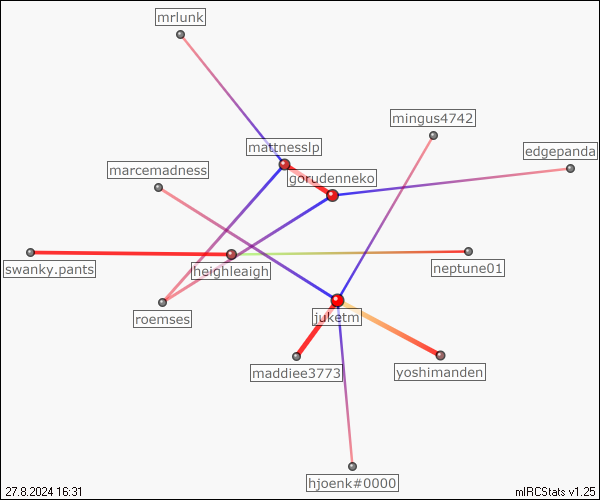 mrlunk
mingus4742
mattnesslp
edgepanda
marcemadness
gorudenneko
swanky.pants
heighleaigh
neptune01
roemses
juketm
maddiee3773
yoshimanden
hjoenk#0000
27.8.2024 16:31
mIRCStats v1.25